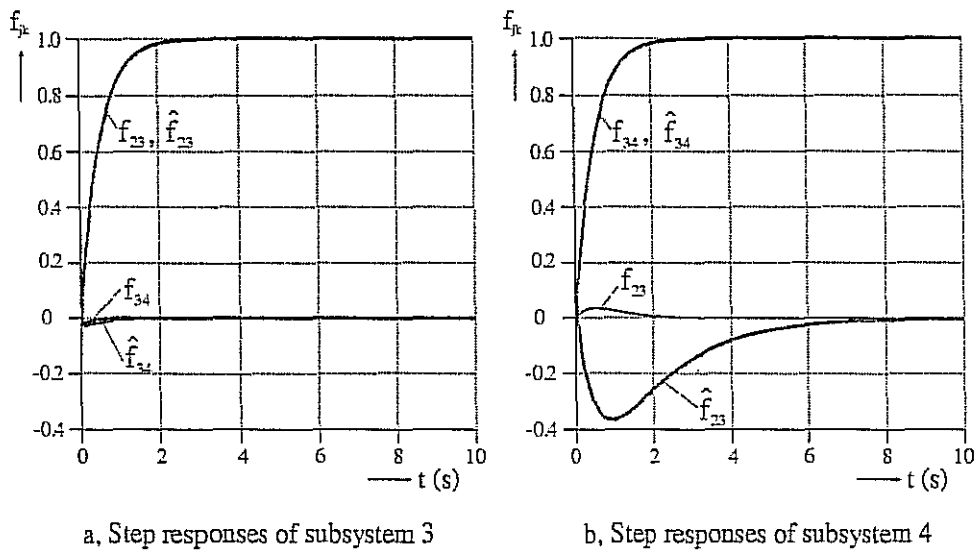 f_jk
1.0
0.8
0.6
0.4
0.2
0
-0.2
-0.4
f_23, f̂_23
f_34
f̂_34
0 2 4 6 8 10
t (s)
a, Step responses of subsystem 3
f_jk
1.0
0.8
0.6
0.4
0.2
0
-0.2
-0.4
f_34, f̂_34
f_23
f̂_23
0 2 4 6 8 10
t (s)
b, Step responses of subsystem 4